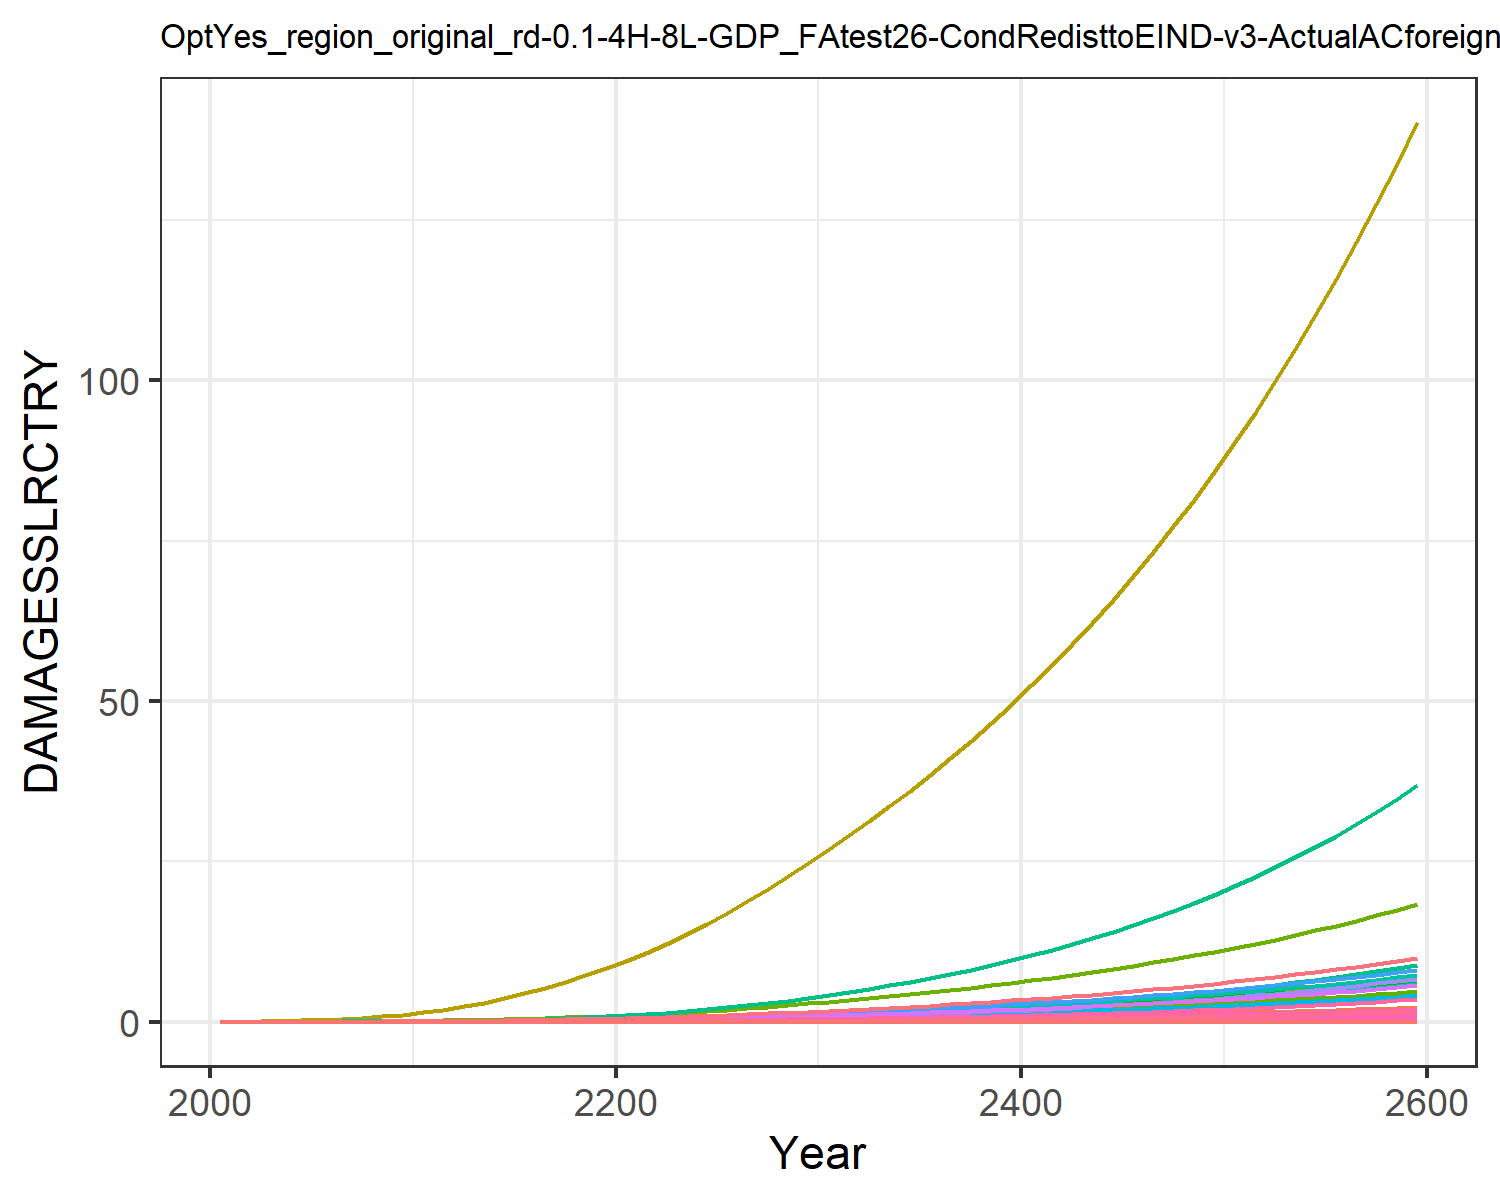 OptYes_region_original_rd-0.1-4H-8L-GDP_FAtest26-CondRedisttoEIND-v3-ActualACforeign
DAMAGESSLRCTRY
100
50
0
2000 2200 2400 2600
Year